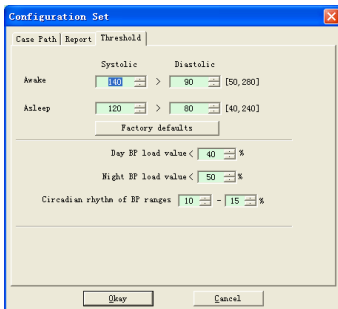 Configuration Set
Case Path Report Threshold
Systolic Diastolic
Awake 140 > 90 [50,280]
Asleep 120 > 80 [40,240]
Factory defaults
Day BP load value< 40 %
Night BP load value< 50 %
Circadian rhythm of BP ranges 10 - 15 %
Okay Cancel